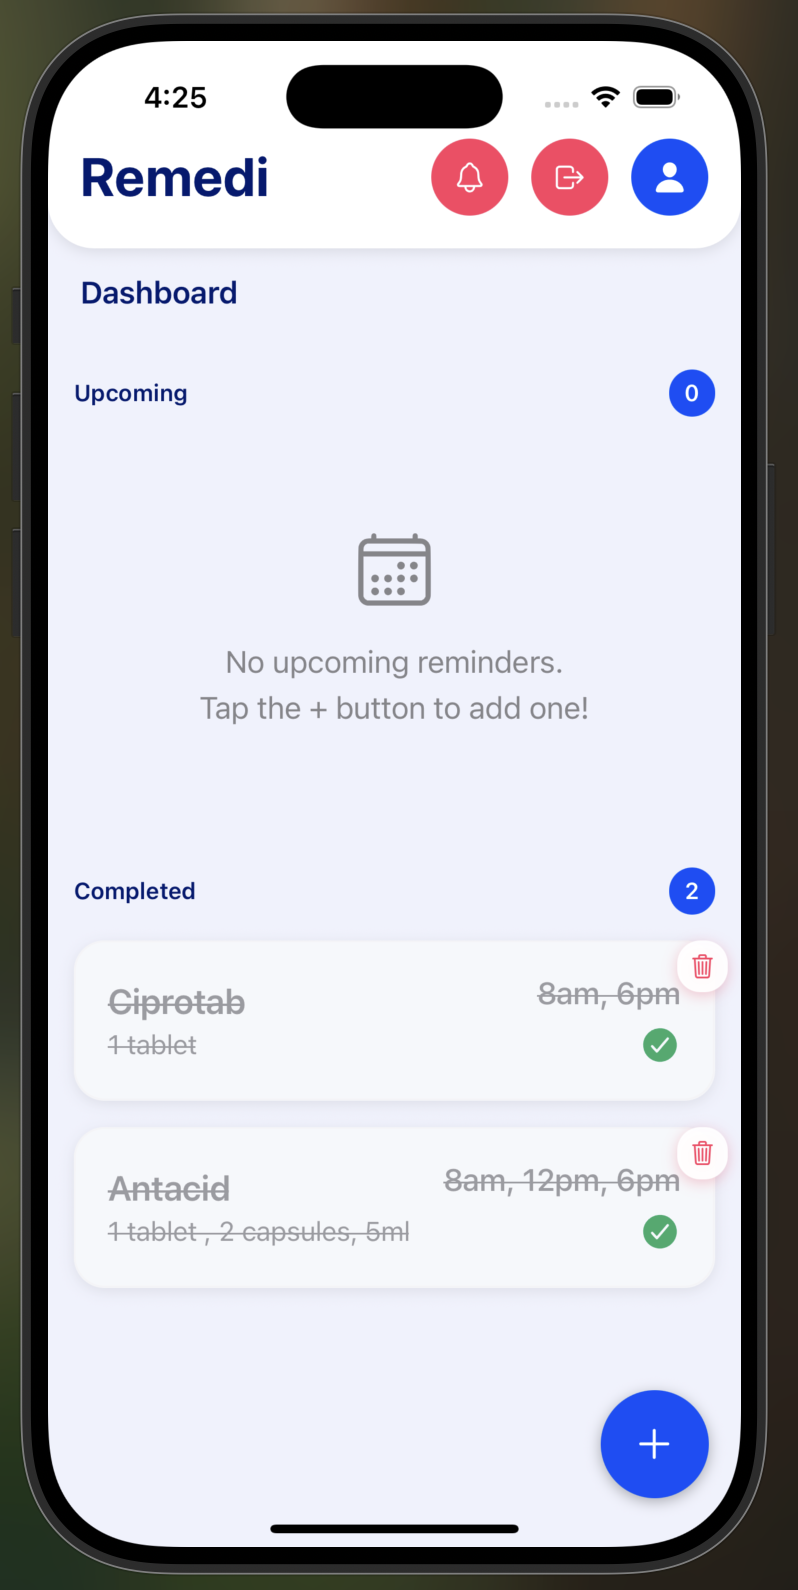 4:25
Remedi
Dashboard
Upcoming
0
No upcoming reminders.
Tap the + button to add one!
Completed
2
Ciprotab
8am, 6pm
1 tablet
Antacid
8am, 12pm, 6pm
1 tablet , 2 capsules, 5ml